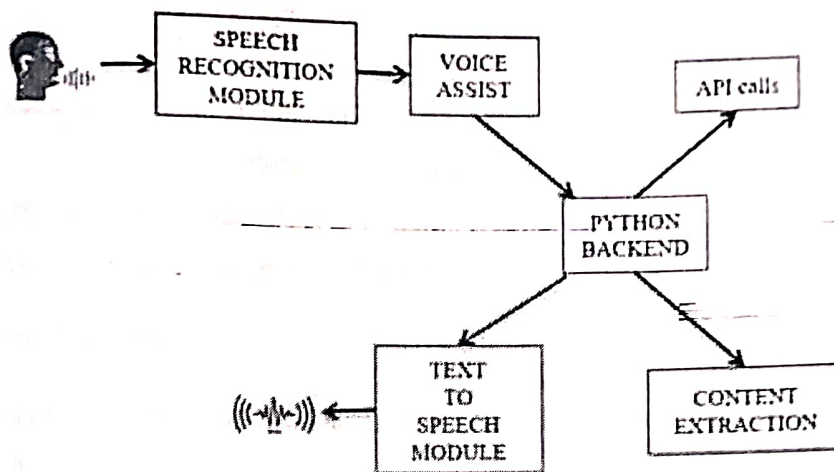 SPEECH
RECOGNITION
MODULE
VOICE
ASSIST
API calls
PYTHON
BACKEND
TEXT
TO
SPEECH
MODULE
CONTENT
EXTRACTION